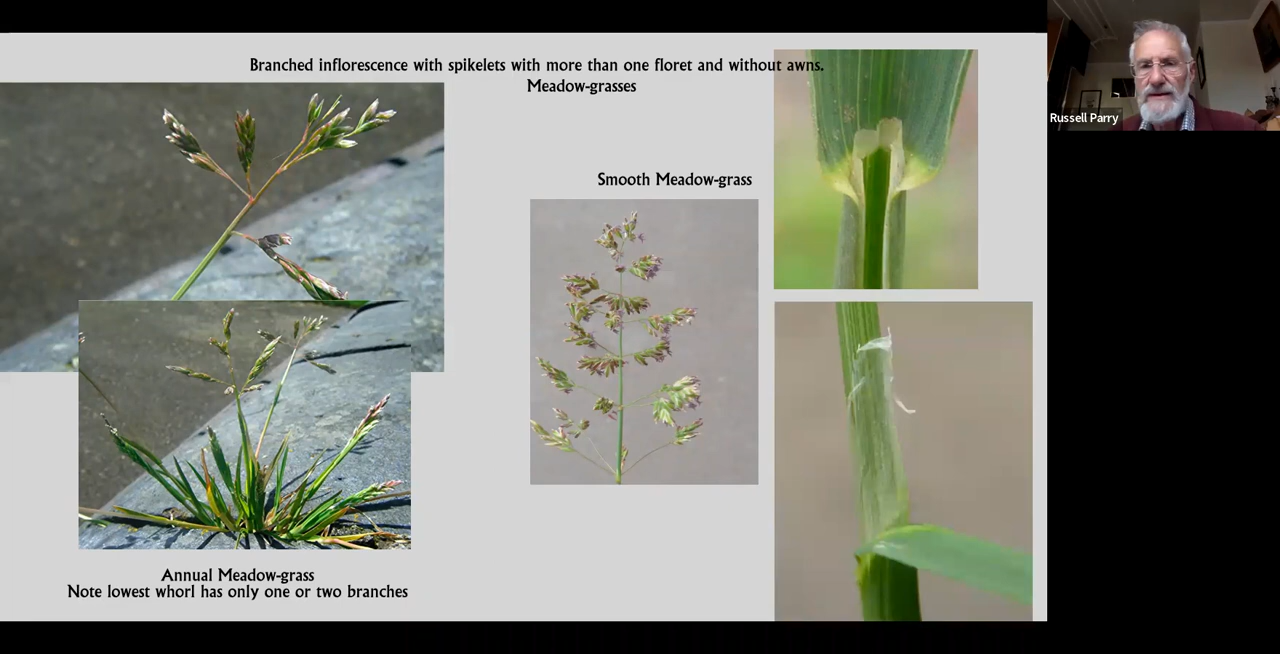 Branched inflorescence with spikelets with more than one floret and without awns.
Meadow-grasses
Smooth Meadow-grass
Annual Meadow-grass
Note lowest whorl has only one or two branches
Russell Parry